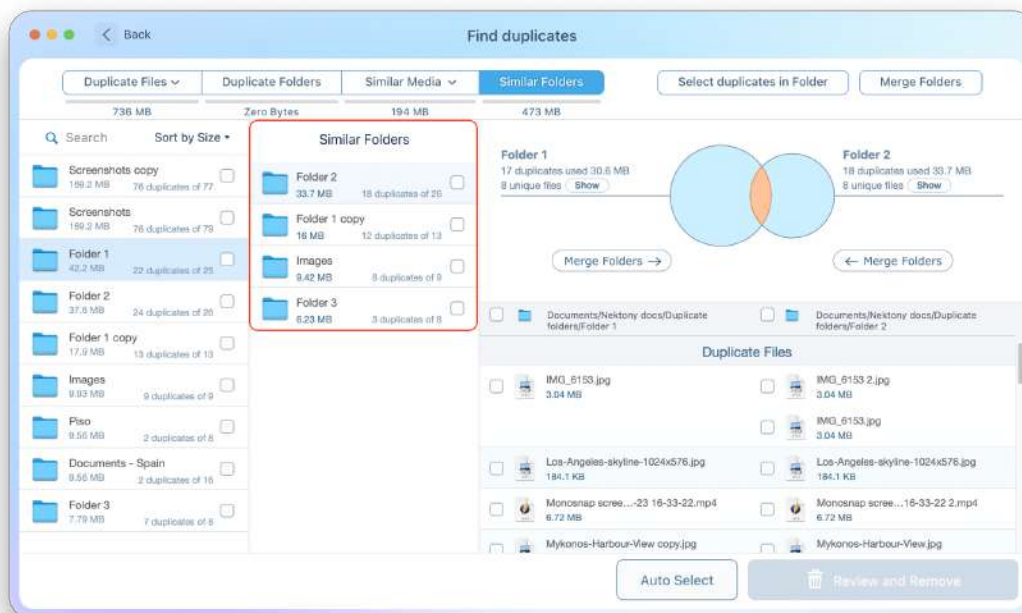 Back
Find duplicates
Duplicate Files
Duplicate Folders
Similar Media
Similar Folders
Select duplicates in Folder
Merge Folders
736 MB
Zero Bytes
194 MB
473 MB
Search
Sort by Size
Screenshots copy
159.2 MB
76 duplicates of 77
Screenshots
159.2 MB
76 duplicates of 79
Folder 1
42.2 MB
22 duplicates of 25
Folder 2
37.8 MB
24 duplicates of 26
Folder 1 copy
17.9 MB
13 duplicates of 13
Images
9.93 MB
9 duplicates of 9
Piso
9.56 MB
2 duplicates of 8
Documents - Spain
9.56 MB
2 duplicates of 16
Folder 3
7.79 MB
7 duplicates of 8
Similar Folders
Folder 2
33.7 MB
18 duplicates of 26
Folder 1 copy
16 MB
12 duplicates of 13
Images
9.42 MB
8 duplicates of 9
Folder 3
6.23 MB
3 duplicates of 8
Folder 1
17 duplicates used 30.6 MB
8 unique files Show
Folder 2
18 duplicates used 33.7 MB
8 unique files Show
Merge Folders →
← Merge Folders
Documents/Nektony docs/Duplicate
folders/Folder 1
Documents/Nektony docs/Duplicate
folders/Folder 2
Duplicate Files
IMG_6153.jpg
3.04 MB
IMG_6153 2.jpg
3.04 MB
IMG_6153.jpg
3.04 MB
Los-Angeles-skyline-1024x576.jpg
184.1 KB
Los-Angeles-skyline-1024x576.jpg
184.1 KB
Monosnap scree...-23 16-33-22.mp4
6.72 MB
Monosnap scree...16-33-22 2.mp4
6.72 MB
Mykonos-Harbour-View copy.jpg
Mykonos-Harbour-View.jpg
Auto Select
Review and Remove